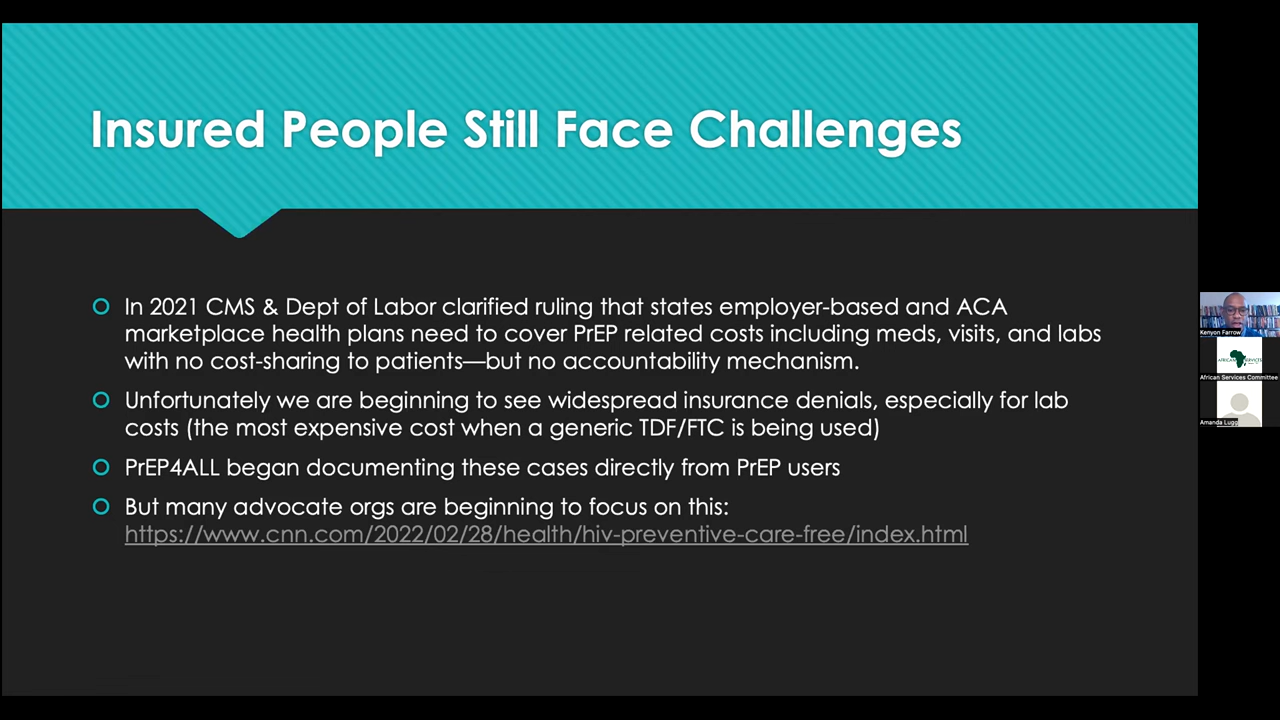 Insured People Still Face Challenges
In 2021 CMS & Dept of Labor clarified ruling that states employer-based and ACA
marketplace health plans need to cover PrEP related costs including meds, visits, and labs
with no cost-sharing to patients—but no accountability mechanism.
Unfortunately we are beginning to see widespread insurance denials, especially for lab
costs (the most expensive cost when a generic TDF/FTC is being used)
PrEP4ALL began documenting these cases directly from PrEP users
But many advocate orgs are beginning to focus on this:
https://www.cnn.com/2022/02/28/health/hiv-preventive-care-free/index.html
Kenyon Farrow
African Services Committee
Amanda Lugg